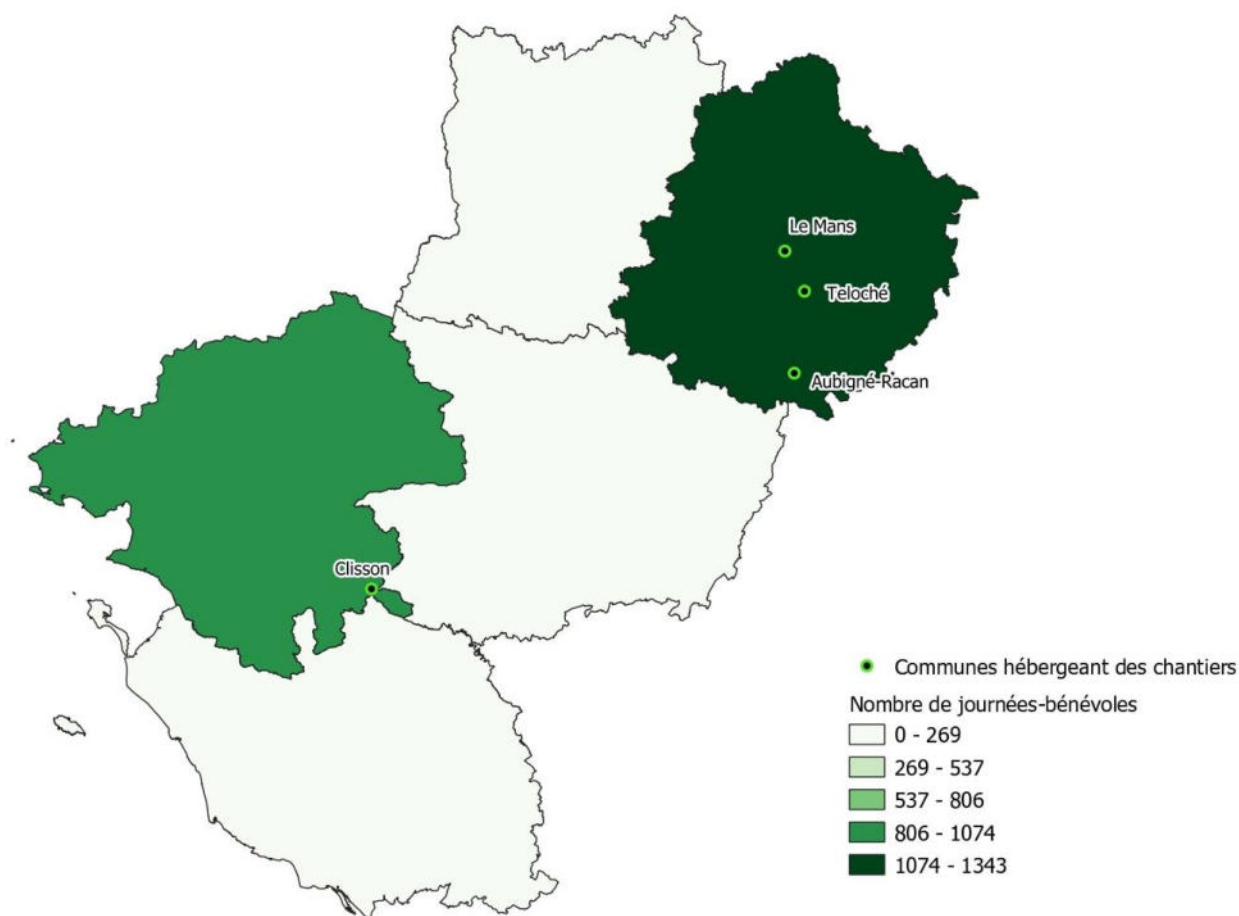 Le Mans
Teloché
Aubigné-Racan
Clisson
Communes hébergeant des chantiers
Nombre de journées-bénévoles
0 - 269
269 - 537
537 - 806
806 - 1074
1074 - 1343